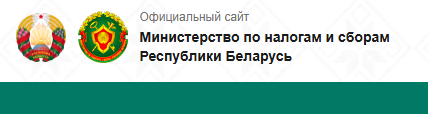 Официальный сайт
Министерство по налогам и сборам
Республики Беларусь